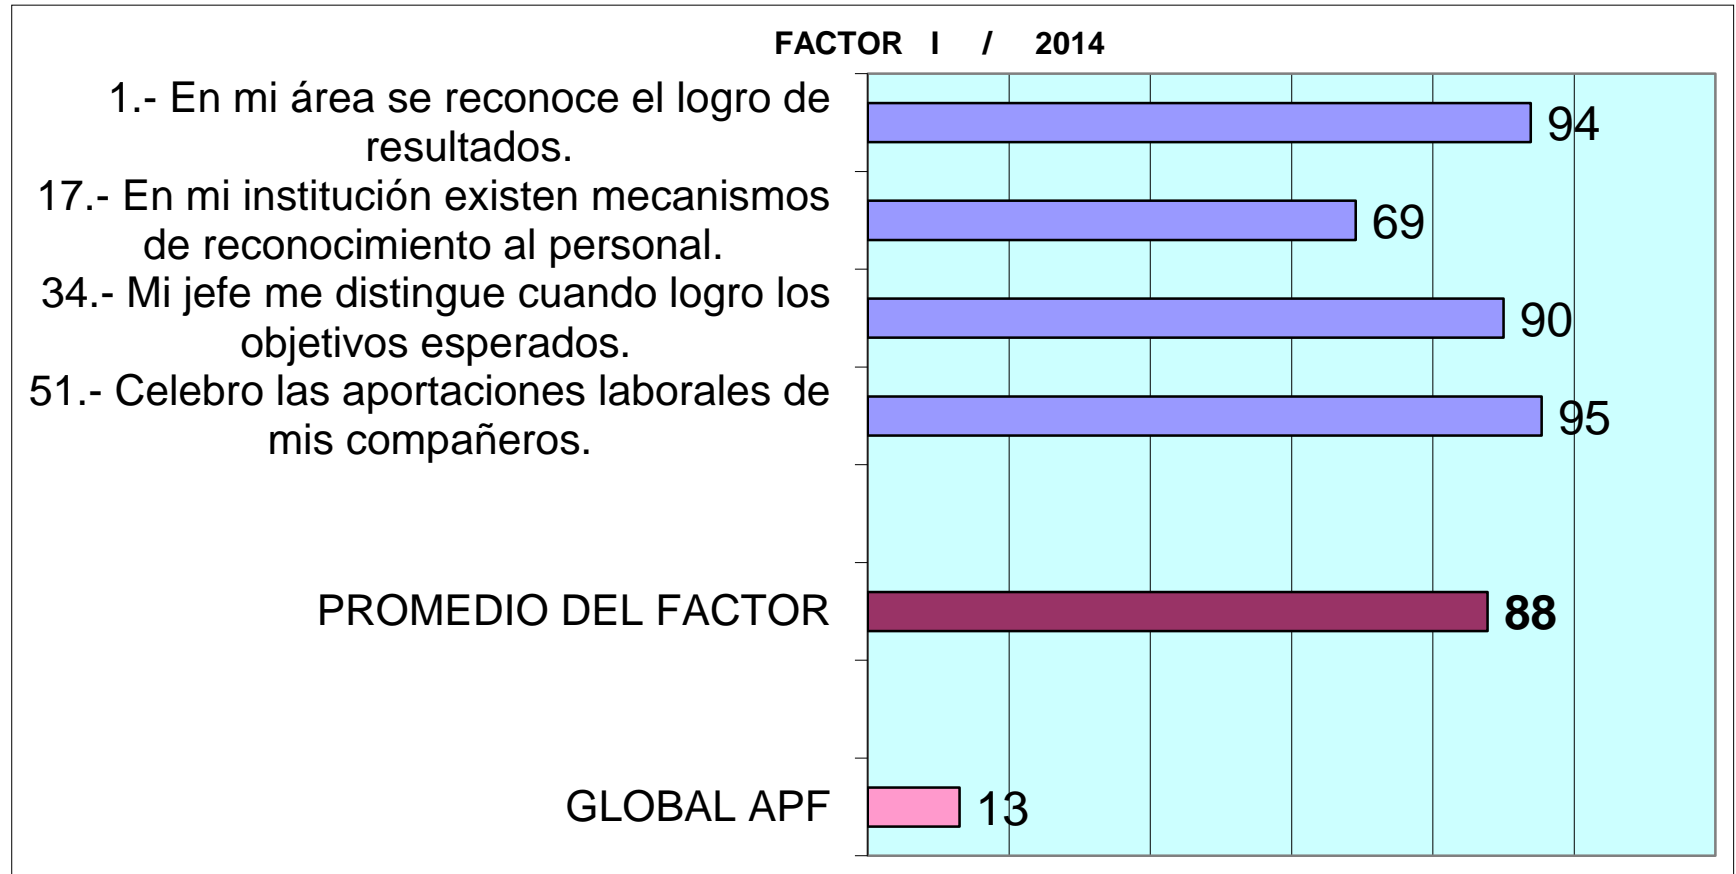 FACTOR I / 2014
1.- En mi área se reconoce el logro de
resultados.
94
17.- En mi institución existen mecanismos
de reconocimiento al personal.
69
34.- Mi jefe me distingue cuando logro los
objetivos esperados.
90
51.- Celebro las aportaciones laborales de
mis compañeros.
95
PROMEDIO DEL FACTOR
88
GLOBAL APF
13